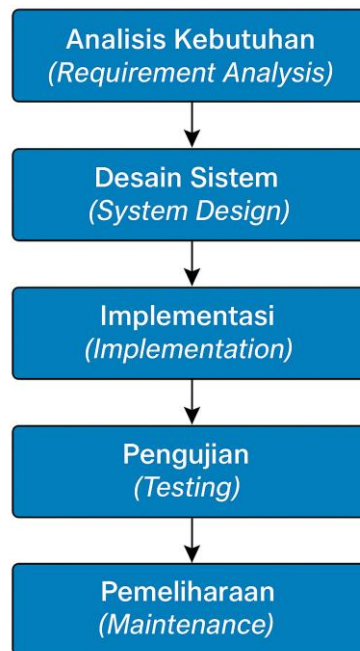 Analisis Kebutuhan
(Requirement Analysis)
Desain Sistem
(System Design)
Implementasi
(Implementation)
Pengujian
(Testing)
Pemeliharaan
(Maintenance)